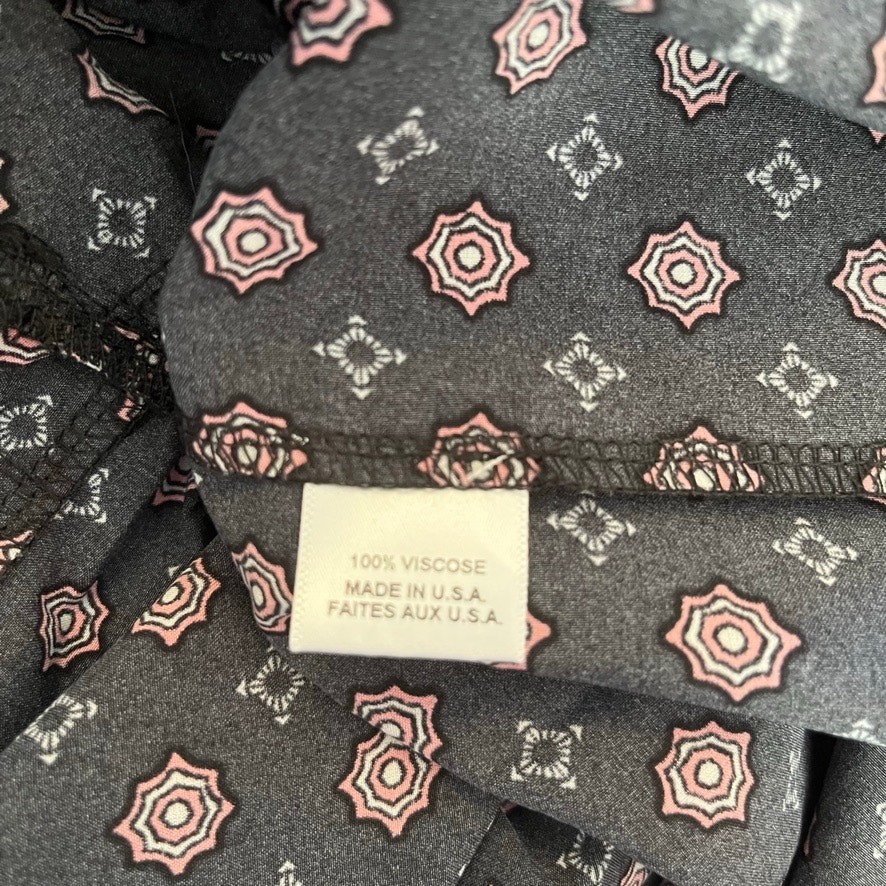 100% VISCOSE
MADE IN U.S.A.
FAITES AUX U.S.A.